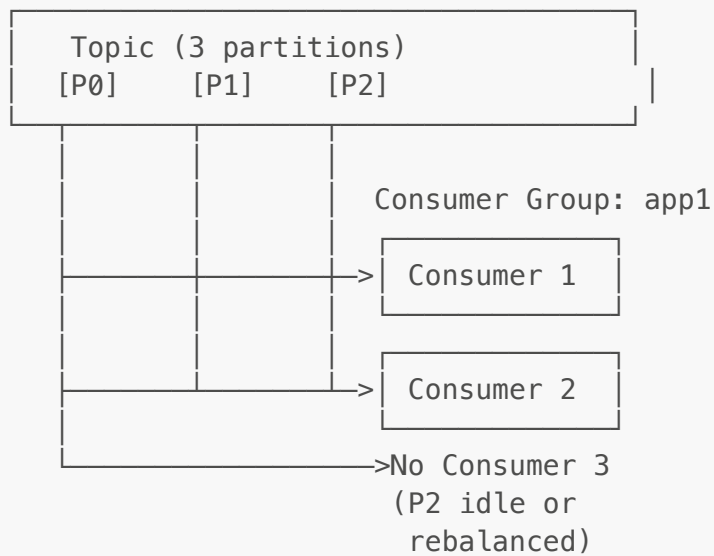 Topic (3 partitions)
[P0] [P1] [P2]
Consumer Group: app1
Consumer 1
Consumer 2
No Consumer 3
(P2 idle or
rebalanced)